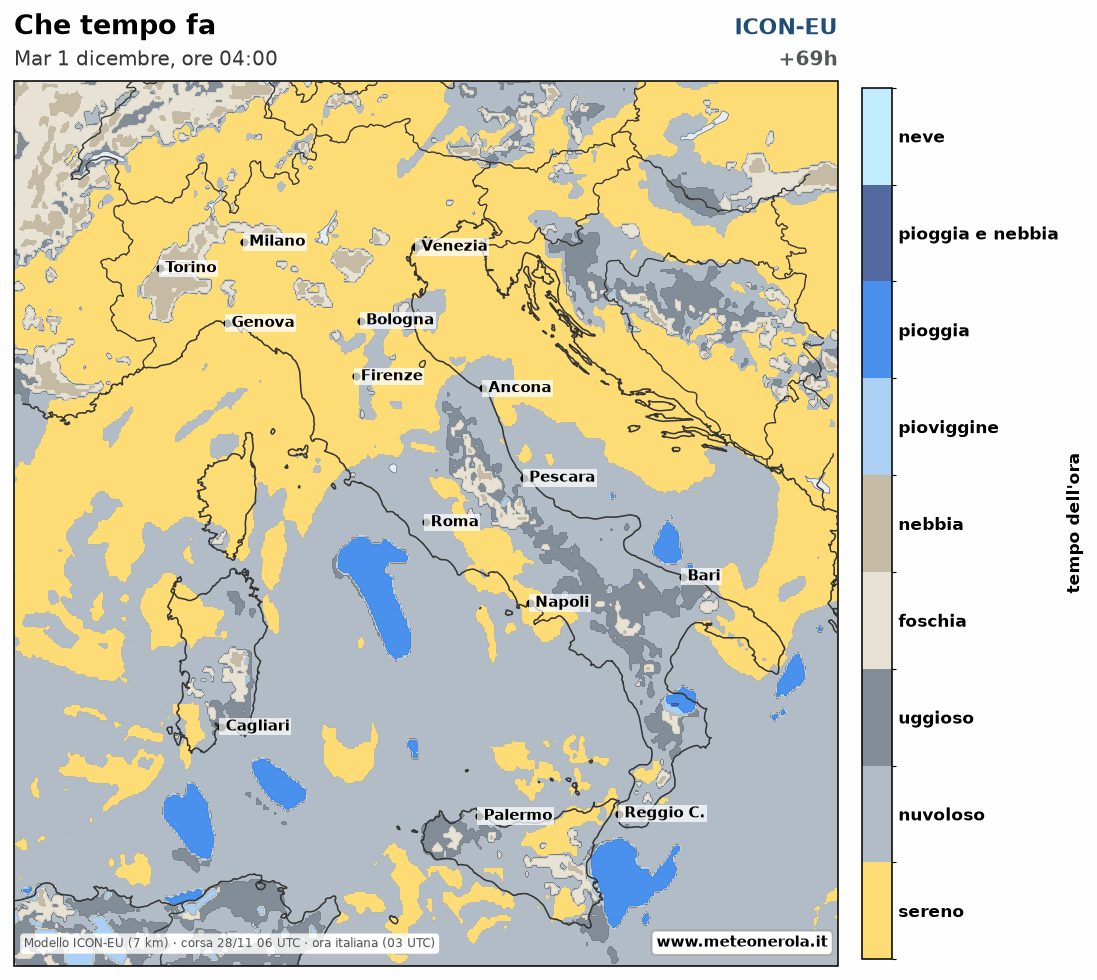 Che tempo fa
ICON-EU
Mar 1 dicembre, ore 04:00
+69h
Milano
Venezia
Torino
Genova
Bologna
Firenze
Ancona
Pescara
Roma
Bari
Napoli
Cagliari
Palermo
Reggio C.
neve
pioggia e nebbia
pioggia
pioviggine
nebbia
foschia
uggioso
nuvoloso
sereno
tempo dell'ora
Modello ICON-EU (7 km) · corsa 28/11 06 UTC · ora italiana (03 UTC)
www.meteonerola.it